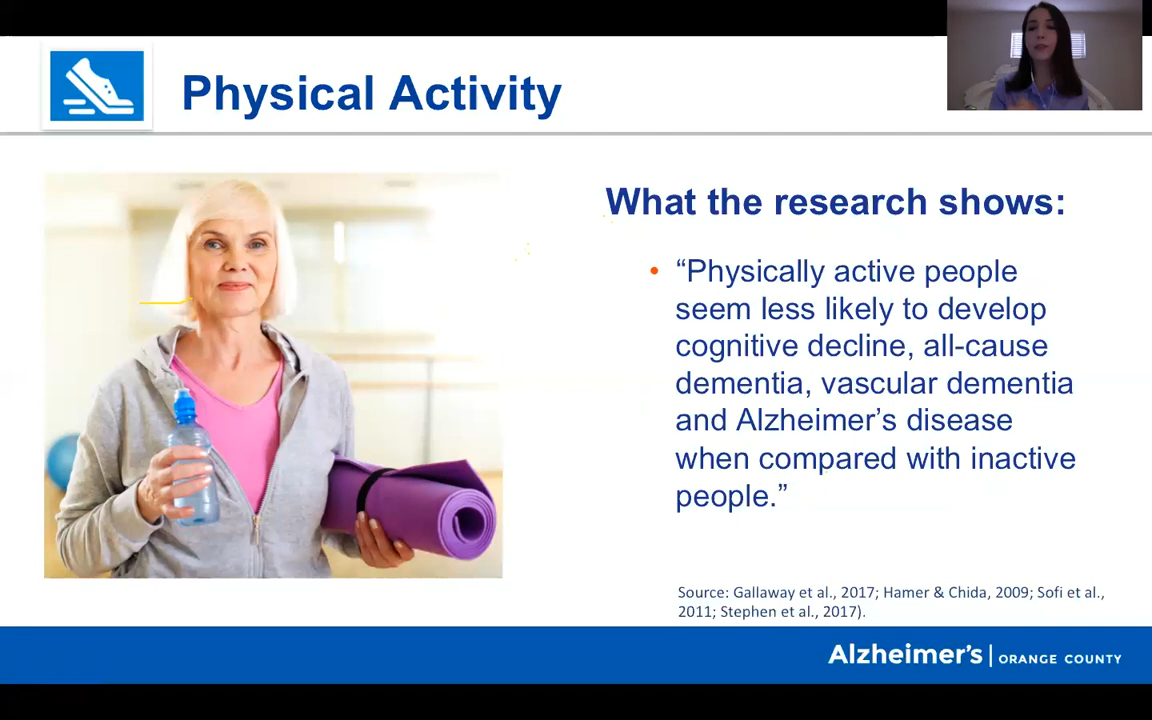 Physical Activity
What the research shows:
• “Physically active people
seem less likely to develop
cognitive decline, all-cause
dementia, vascular dementia
and Alzheimer’s disease
when compared with inactive
people.”
Source: Gallaway et al., 2017; Hamer & Chida, 2009; Sofi et al.,
2011; Stephen et al., 2017).
Alzheimer’s | ORANGE COUNTY